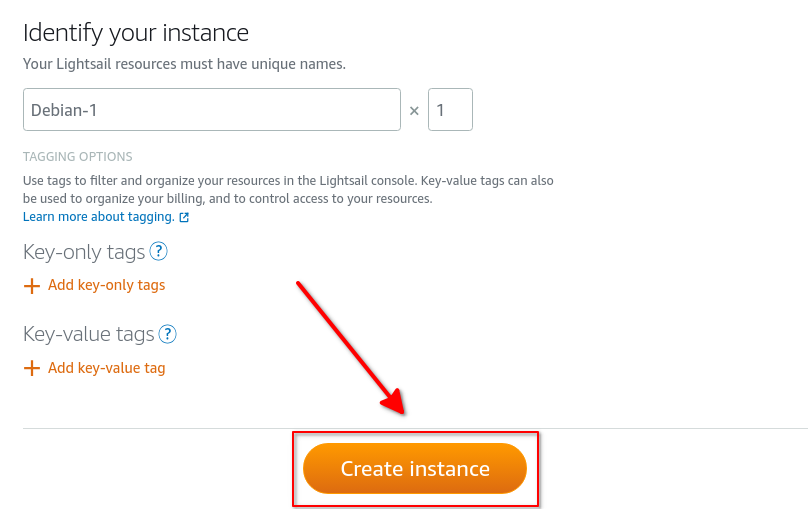 Identify your instance
Your Lightsail resources must have unique names.
Debian-1 × 1
TAGGING OPTIONS
Use tags to filter and organize your resources in the Lightsail console. Key-value tags can also
be used to organize your billing, and to control access to your resources.
Learn more about tagging.
Key-only tags ?
+ Add key-only tags
Key-value tags ?
+ Add key-value tag
Create instance